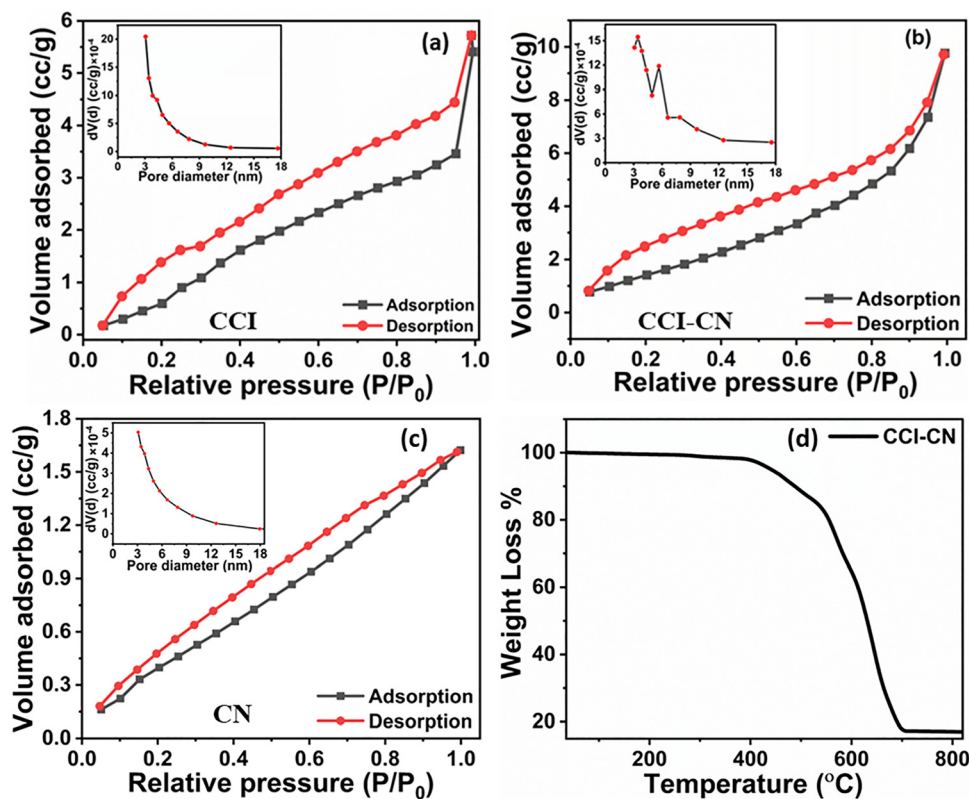 (a)
dV(d) (cc/g)×10⁻⁴
20
15
10
5
0
0 3 6 9 12 15 18
Pore diameter (nm)
Volume adsorbed (cc/g)
6
5
4
3
2
1
0
0.0 0.2 0.4 0.6 0.8 1.0
Relative pressure (P/P₀)
CCI
Adsorption
Desorption
(b)
dV(d) (cc/g)×10⁻⁴
15
12
9
6
3
0
0 3 6 9 12 15 18
Pore diameter (nm)
Volume adsorbed (cc/g)
10
8
6
4
2
0
0.0 0.2 0.4 0.6 0.8 1.0
Relative pressure (P/P₀)
CCI-CN
Adsorption
Desorption
(c)
dV(d) (cc/g) ×10⁻⁴
5
4
3
2
1
0
0 3 6 9 12 15 18
Pore diameter (nm)
Volume adsorbed (cc/g)
1.8
1.5
1.2
0.9
0.6
0.3
0.0
0.0 0.2 0.4 0.6 0.8 1.0
Relative pressure (P/P₀)
CN
Adsorption
Desorption
(d)
CCI-CN
Weight Loss %
100
80
60
40
20
200 400 600 800
Temperature (°C)